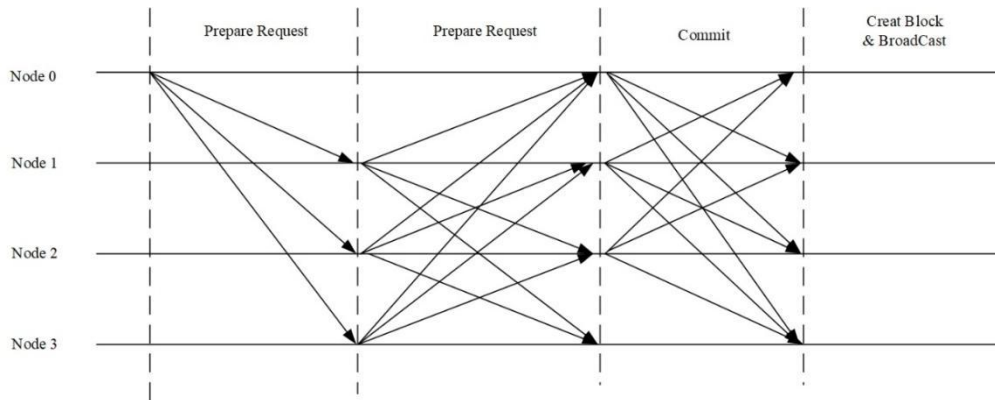 Prepare Request
Prepare Request
Commit
Creat Block
& BroadCast
Node 0
Node 1
Node 2
Node 3